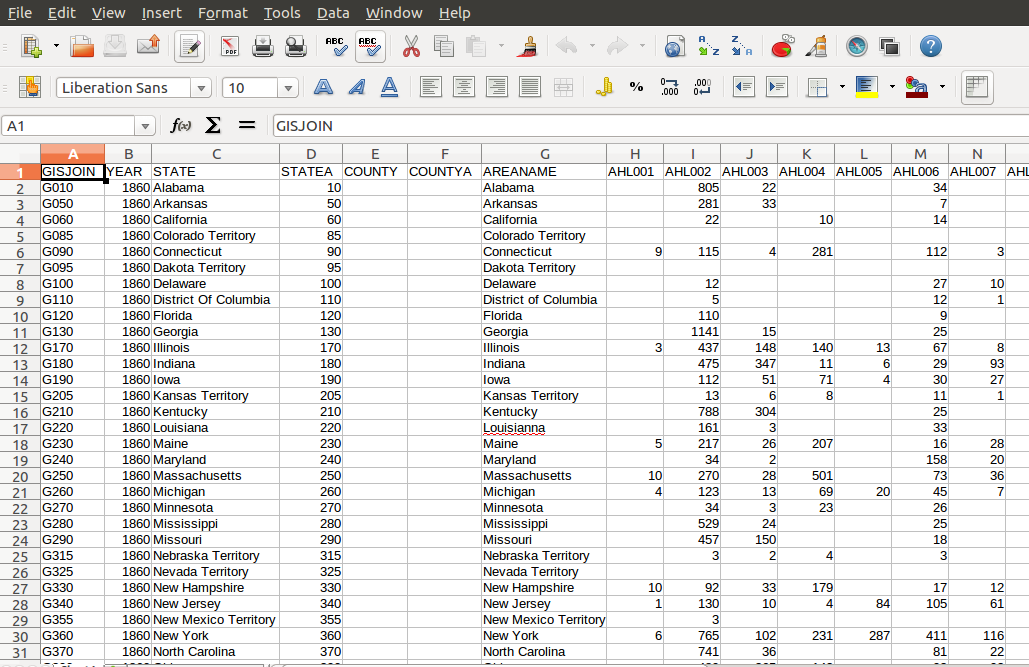 File Edit View Insert Format Tools Data Window Help
PDF ABC ABC A Z Z A ?
Liberation Sans 10 A A A % .000 .000
A1 f(x) Σ = GISJOIN
A B C D E F G H I J K L M N
1 GISJOIN YEAR STATE STATEA COUNTY COUNTYA AREANAME AHL001 AHL002 AHL003 AHL004 AHL005 AHL006 AHL007 AHL
2 G010 1860 Alabama 10 Alabama 805 22 34
3 G050 1860 Arkansas 50 Arkansas 281 33 7
4 G060 1860 California 60 California 22 10 14
5 G085 1860 Colorado Territory 85 Colorado Territory
6 G090 1860 Connecticut 90 Connecticut 9 115 4 281 112 3
7 G095 1860 Dakota Territory 95 Dakota Territory
8 G100 1860 Delaware 100 Delaware 12 27 10
9 G110 1860 District Of Columbia 110 District of Columbia 5 12 1
10 G120 1860 Florida 120 Florida 110 9
11 G130 1860 Georgia 130 Georgia 1141 15 25
12 G170 1860 Illinois 170 Illinois 3 437 148 140 13 67 8
13 G180 1860 Indiana 180 Indiana 475 347 11 6 29 93
14 G190 1860 Iowa 190 Iowa 112 51 71 4 30 27
15 G205 1860 Kansas Territory 205 Kansas Territory 13 6 8 11 1
16 G210 1860 Kentucky 210 Kentucky 788 304 25
17 G220 1860 Louisiana 220 Louisianna 161 3 33
18 G230 1860 Maine 230 Maine 5 217 26 207 16 28
19 G240 1860 Maryland 240 Maryland 34 2 158 20
20 G250 1860 Massachusetts 250 Massachusetts 10 270 28 501 73 36
21 G260 1860 Michigan 260 Michigan 4 123 13 69 20 45 7
22 G270 1860 Minnesota 270 Minnesota 34 3 23 26
23 G280 1860 Mississippi 280 Mississippi 529 24 25
24 G290 1860 Missouri 290 Missouri 457 150 18
25 G315 1860 Nebraska Territory 315 Nebraska Territory 3 2 4 3
26 G325 1860 Nevada Territory 325 Nevada Territory
27 G330 1860 New Hampshire 330 New Hampshire 10 92 33 179 17 12
28 G340 1860 New Jersey 340 New Jersey 1 130 10 4 84 105 61
29 G355 1860 New Mexico Territory 355 New Mexico Territory 3
30 G360 1860 New York 360 New York 6 765 102 231 287 411 116
31 G370 1860 North Carolina 370 North Carolina 741 36 81 22